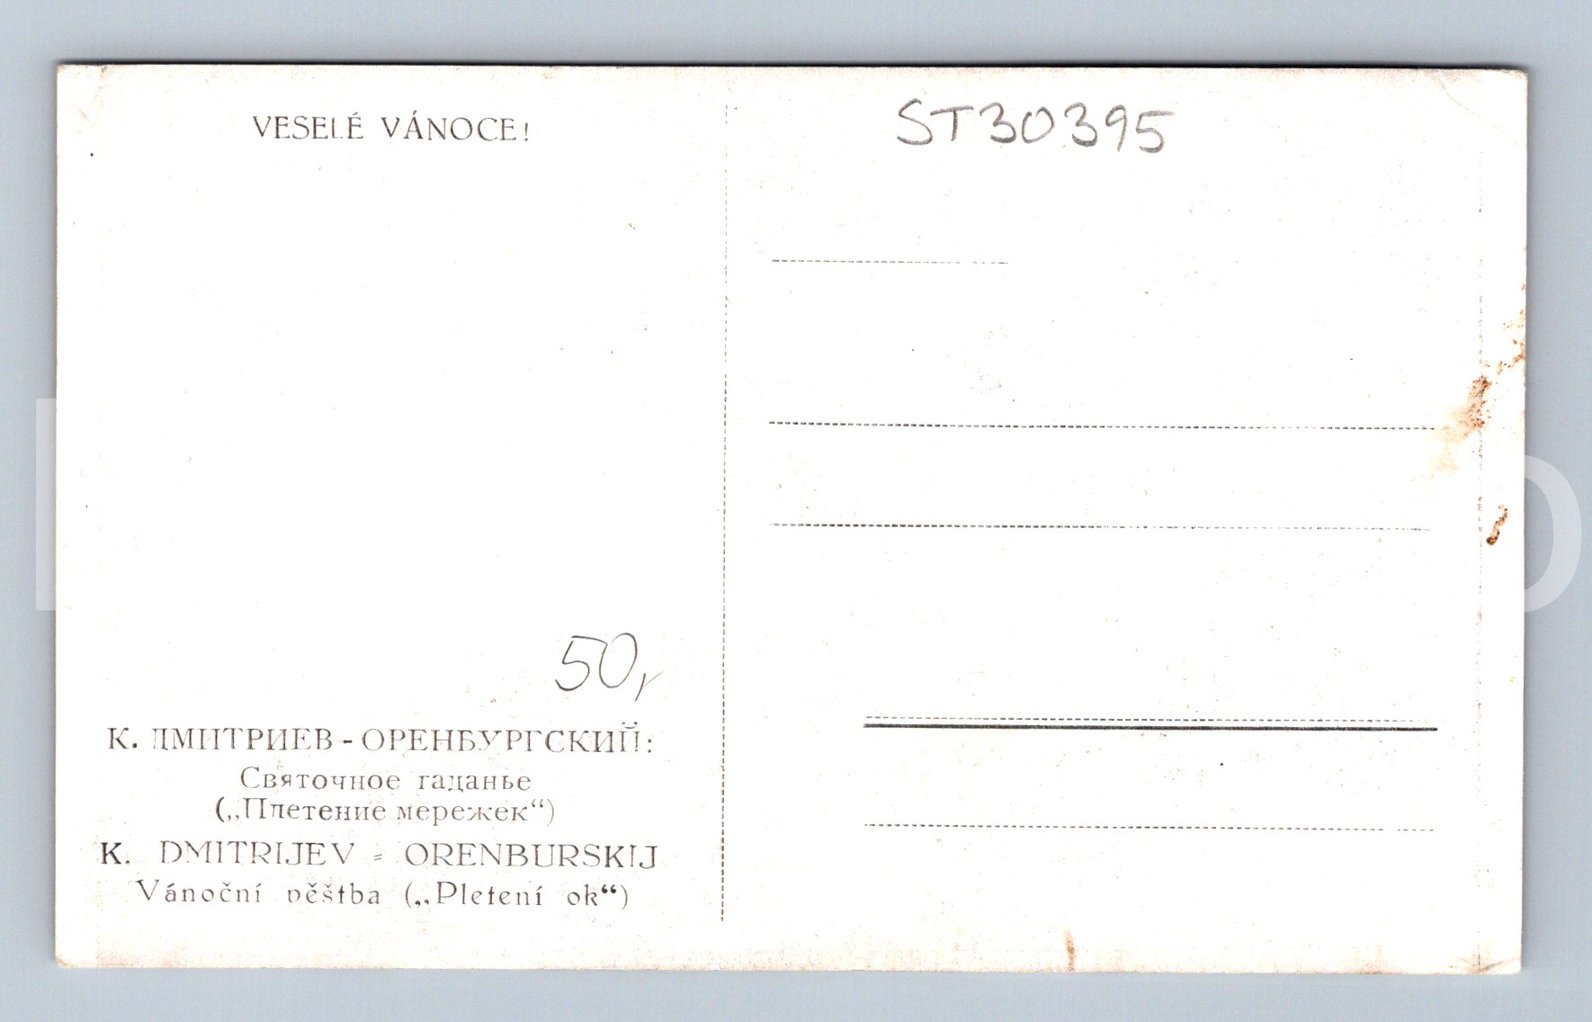 VESELÉ VÁNOCE!
ST30395
50,
К. ДМИТРИЕВ - ОРЕНБУРГСКИЙ:
Святочное гаданье
(„Плетение мережек“)
K. DMITRIJEV - ORENBURSKIJ
Vánoční věštba („Pletení ok“)